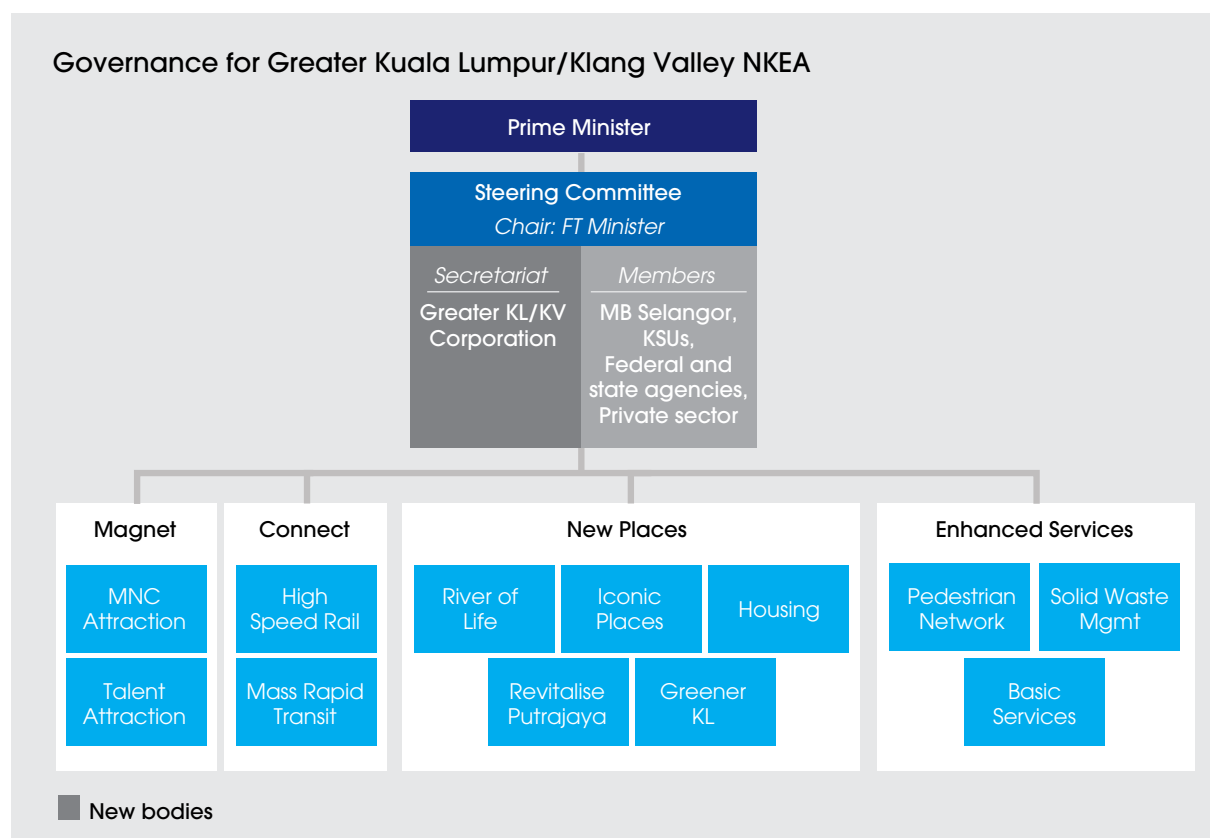 Governance for Greater Kuala Lumpur/Klang Valley NKEA
Prime Minister
Steering Committee
Chair: FT Minister
Secretariat
Greater KL/KV
Corporation
Members
MB Selangor,
KSUs,
Federal and
state agencies,
Private sector
Magnet
MNC
Attraction
Talent
Attraction
Connect
High
Speed Rail
Mass Rapid
Transit
New Places
River of
Life
Iconic
Places
Housing
Revitalise
Putrajaya
Greener
KL
Enhanced Services
Pedestrian
Network
Solid Waste
Mgmt
Basic
Services
New bodies